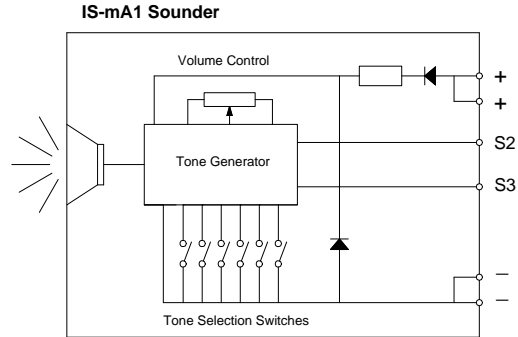 IS-mA1 Sounder
Volume Control
+
+
S2
Tone Generator
S3
−
−
Tone Selection Switches